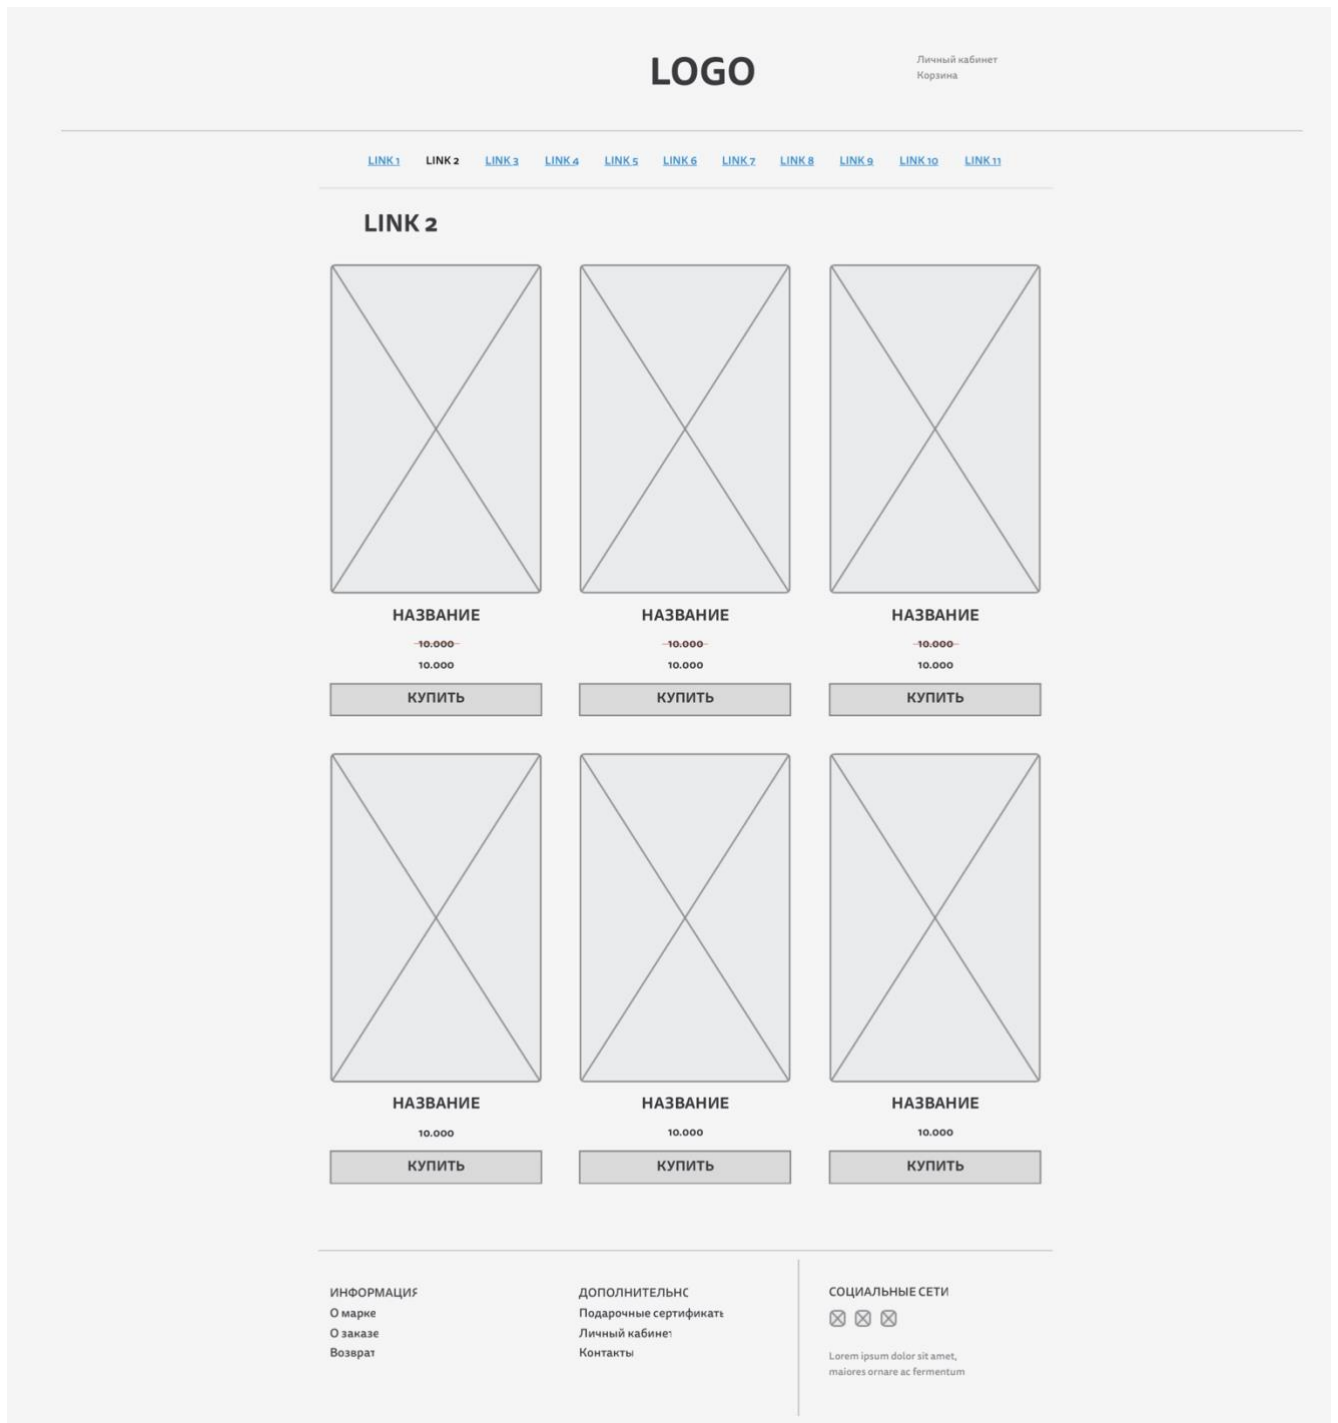 LOGO
Личный кабинет
Корзина
LINK 1 LINK 2 LINK 3 LINK 4 LINK 5 LINK 6 LINK 7 LINK 8 LINK 9 LINK 10 LINK 11
LINK 2
НАЗВАНИЕ НАЗВАНИЕ НАЗВАНИЕ
10.000 10.000 10.000
10.000 10.000 10.000
КУПИТЬ КУПИТЬ КУПИТЬ
НАЗВАНИЕ НАЗВАНИЕ НАЗВАНИЕ
10.000 10.000 10.000
КУПИТЬ КУПИТЬ КУПИТЬ
ИНФОРМАЦИЯ
О марке
О заказе
Возврат
ДОПОЛНИТЕЛЬНО
Подарочные сертификаты
Личный кабинет
Контакты
СОЦИАЛЬНЫЕ СЕТИ
Lorem ipsum dolor sit amet,
maiores ornare ac fermentum